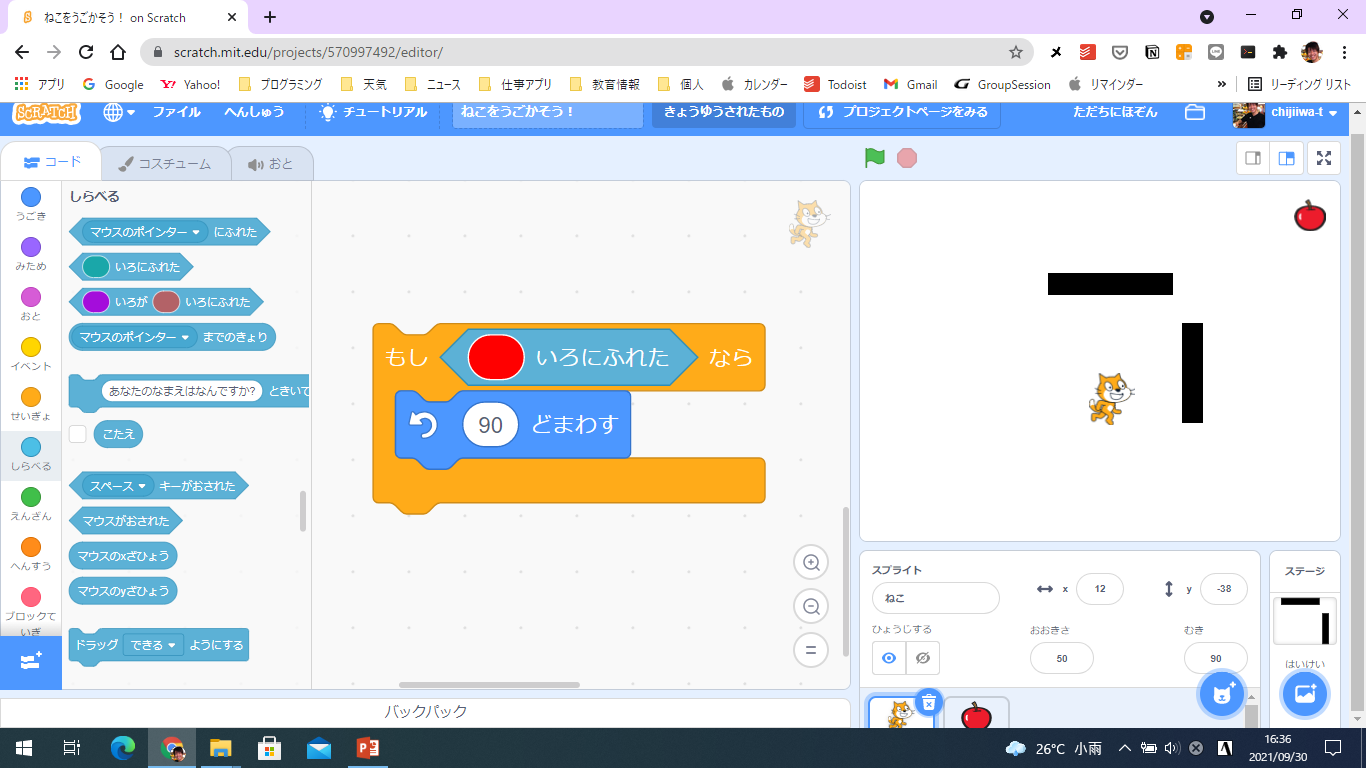 ねこをうごかそう！ on Scratch
scratch.mit.edu/projects/570997492/editor/
アプリ Google Yahoo! プログラミング 天気 ニュース 仕事アプリ 教育情報 個人 カレンダー Todoist Gmail GroupSession リマインダー » リーディング リスト
SCRATCH ファイル へんしゅう チュートリアル ねこをうごかそう！ きょうゆうされたもの プロジェクトページをみる ただちにほぞん chijiiwa-t
コード コスチューム おと
うごき
みため
おと
イベント
せいぎょ
しらべる
えんざん
へんすう
ブロックていぎ
しらべる
マウスのポインター にふれた
いろにふれた
いろが いろにふれた
マウスのポインター までのきょり
あなたのなまえはなんですか? ときいて
こたえ
スペース キーがおされた
マウスがおされた
マウスのxざひょう
マウスのyざひょう
ドラッグ できる ようにする
もし いろにふれた なら
90 どまわす
バックパック
スプライト
ねこ x 12 y -38
ひょうじする おおきさ むき
50 90
ステージ
はいけい
26°C 小雨 A 16:36
2021/09/30